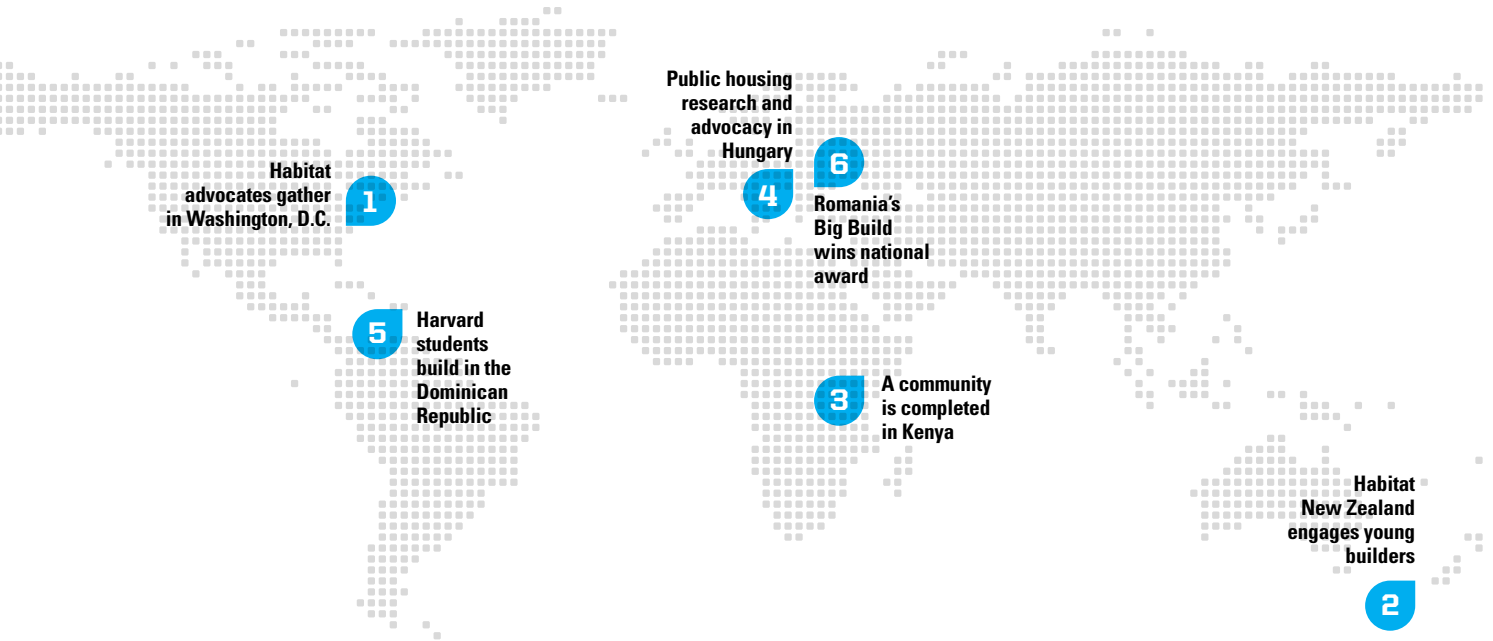 Habitat
advocates gather
in Washington, D.C.
1
Public housing
research and
advocacy in
Hungary
4
6
Romania's
Big Build
wins national
award
5
Harvard
students
build in the
Dominican
Republic
3
A community
is completed
in Kenya
Habitat
New Zealand
engages young
builders
2